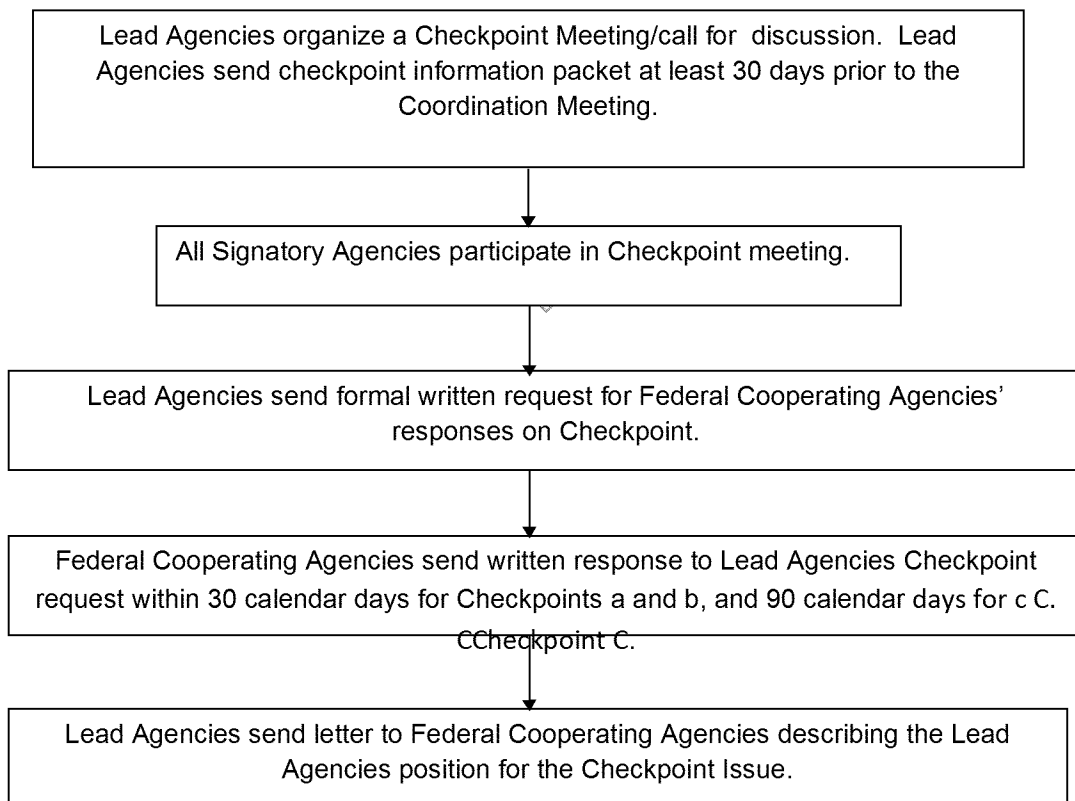 Lead Agencies organize a Checkpoint Meeting/call for  discussion.  Lead
Agencies send checkpoint information packet at least 30 days prior to the
Coordination Meeting.
All Signatory Agencies participate in Checkpoint meeting.
Lead Agencies send formal written request for Federal Cooperating Agencies’
responses on Checkpoint.
Federal Cooperating Agencies send written response to Lead Agencies Checkpoint
request within 30 calendar days for Checkpoints a and b, and 90 calendar days for c C.
CCheckpoint C.
Lead Agencies send letter to Federal Cooperating Agencies describing the Lead
Agencies position for the Checkpoint Issue.